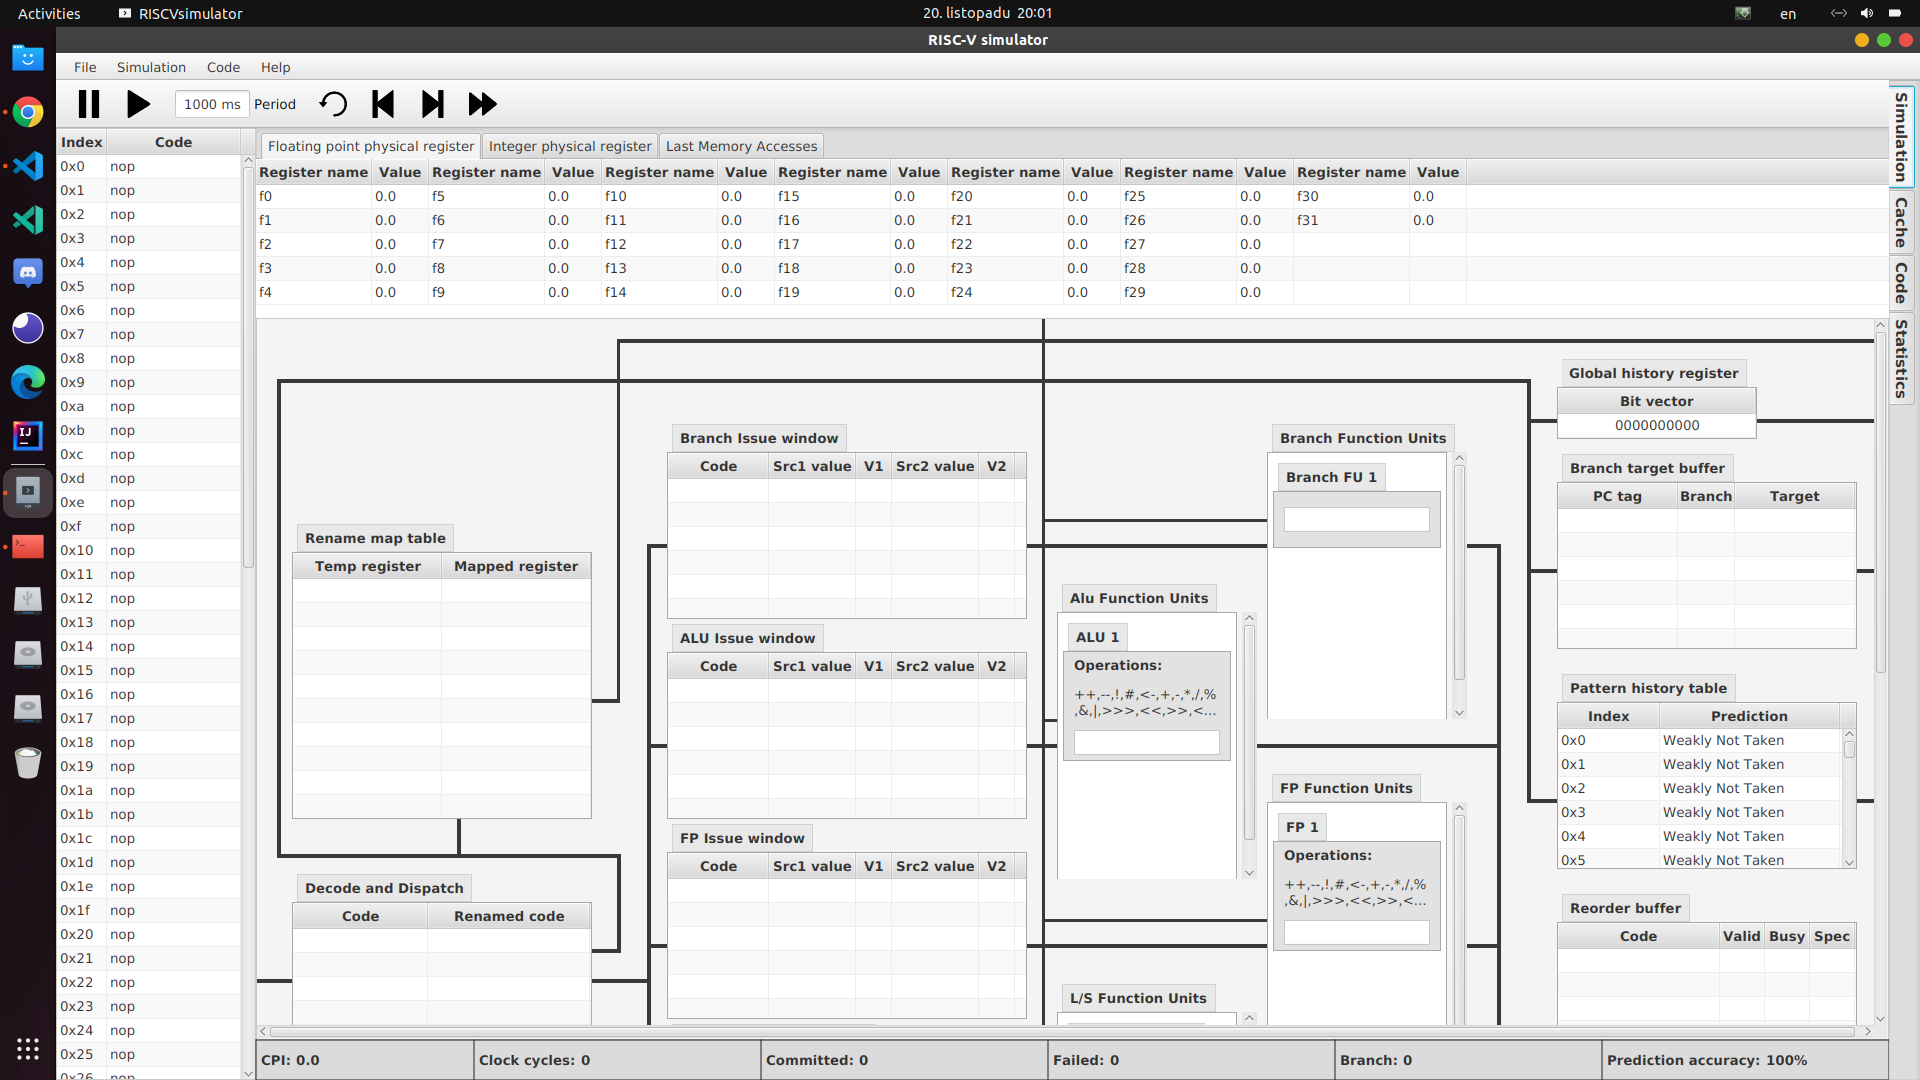 Activities RISCVsimulator 20. listopadu 20:01 en
RISC-V simulator
File Simulation Code Help
1000 ms Period
Index Code
0x0 nop
0x1 nop
0x2 nop
0x3 nop
0x4 nop
0x5 nop
0x6 nop
0x7 nop
0x8 nop
0x9 nop
0xa nop
0xb nop
0xc nop
0xd nop
0xe nop
0xf nop
0x10 nop
0x11 nop
0x12 nop
0x13 nop
0x14 nop
0x15 nop
0x16 nop
0x17 nop
0x18 nop
0x19 nop
0x1a nop
0x1b nop
0x1c nop
0x1d nop
0x1e nop
0x1f nop
0x20 nop
0x21 nop
0x22 nop
0x23 nop
0x24 nop
0x25 nop
0x26 nop
Floating point physical register Integer physical register Last Memory Accesses
Register name Value Register name Value Register name Value Register name Value Register name Value Register name Value Register name Value
f0 0.0 f5 0.0 f10 0.0 f15 0.0 f20 0.0 f25 0.0 f30 0.0
f1 0.0 f6 0.0 f11 0.0 f16 0.0 f21 0.0 f26 0.0 f31 0.0
f2 0.0 f7 0.0 f12 0.0 f17 0.0 f22 0.0 f27 0.0
f3 0.0 f8 0.0 f13 0.0 f18 0.0 f23 0.0 f28 0.0
f4 0.0 f9 0.0 f14 0.0 f19 0.0 f24 0.0 f29 0.0
Simulation
Cache
Code
Statistics
Rename map table
Temp register Mapped register
Decode and Dispatch
Code Renamed code
Branch Issue window
Code Src1 value V1 Src2 value V2
ALU Issue window
Code Src1 value V1 Src2 value V2
FP Issue window
Code Src1 value V1 Src2 value V2
Alu Function Units
ALU 1
Operations:
++,--,!,#,<-,+,-,*,/,%
,&,|,>>>,<<,>>,<...
L/S Function Units
Branch Function Units
Branch FU 1
FP Function Units
FP 1
Operations:
++,--,!,#,<-,+,-,*,/,%
,&,|,>>>,<<,>>,<...
Global history register
Bit vector
0000000000
Branch target buffer
PC tag Branch Target
Pattern history table
Index Prediction
0x0 Weakly Not Taken
0x1 Weakly Not Taken
0x2 Weakly Not Taken
0x3 Weakly Not Taken
0x4 Weakly Not Taken
0x5 Weakly Not Taken
Reorder buffer
Code Valid Busy Spec
CPI: 0.0 Clock cycles: 0 Committed: 0 Failed: 0 Branch: 0 Prediction accuracy: 100%